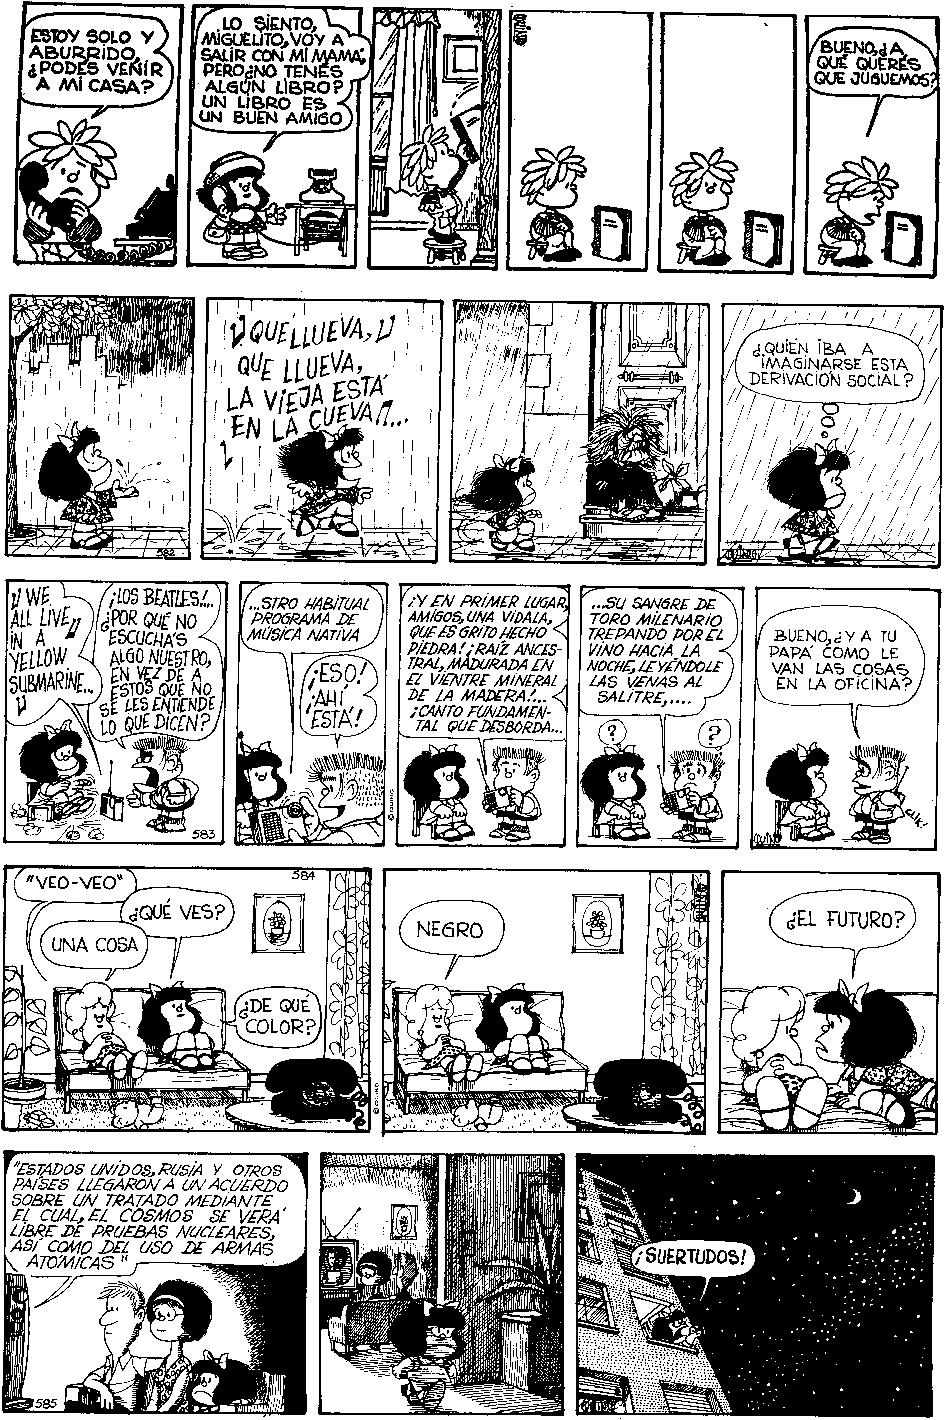 ESTOY SOLO Y
ABURRIDO,
¿PODES VENIR
A MI CASA?
LO SIENTO,
MIGUELITO, VOY A
SALIR CON MI MAMÁ,
PERO ¿NO TENÉS
ALGÚN LIBRO?
UN LIBRO ES
UN BUEN AMIGO
BUENO, ¿A
QUÉ QUERÉS
QUE JUGUEMOS?
582
QUE LLUEVA,
QUE LLUEVA,
LA VIEJA ESTÁ
EN LA CUEVA...
¿QUIÉN IBA A
IMAGINARSE ESTA
DERIVACIÓN SOCIAL?
QUINO
WE
ALL LIVE
IN A
YELLOW
SUBMARINE...
¡LOS BEATLES!...
¿POR QUÉ NO
ESCUCHÁS
ALGO NUESTRO,
EN VEZ DE A
ESTOS QUE NO
SE LES ENTIENDE
LO QUE DICEN?
583
...STRO HABITUAL
PROGRAMA DE
MÚSICA NATIVA
¡ESO!
¡AHÍ
ESTÁ!
© QUINO
¡Y EN PRIMER LUGAR,
AMIGOS, UNA VIDALA,
QUE ES GRITO HECHO
PIEDRA! ¡RAÍZ ANCES-
TRAL, MADURADA EN
EL VIENTRE MINERAL
DE LA MADERA!...
¡CANTO FUNDAMEN-
TAL QUE DESBORDA...
...SU SANGRE DE
TORO MILENARIO
TREPANDO POR EL
VINO HACIA LA
NOCHE, LEYÉNDOLE
LAS VENAS AL
SALITRE,....
?
?
BUENO, ¿Y A TU
PAPÁ CÓMO LE
VAN LAS COSAS
EN LA OFICINA?
CLIK!
584
"VEO-VEO"
¿QUÉ VES?
UNA COSA
¿DE QUÉ
COLOR?
© QUINO
NEGRO
¿EL FUTURO?
"ESTADOS UNIDOS, RUSIA Y OTROS
PAÍSES LLEGARON A UN ACUERDO
SOBRE UN TRATADO MEDIANTE
EL CUAL, EL COSMOS SE VERÁ
LIBRE DE PRUEBAS NUCLEARES,
ASÍ COMO DEL USO DE ARMAS
ATÓMICAS"
585
¡SUERTUDOS!